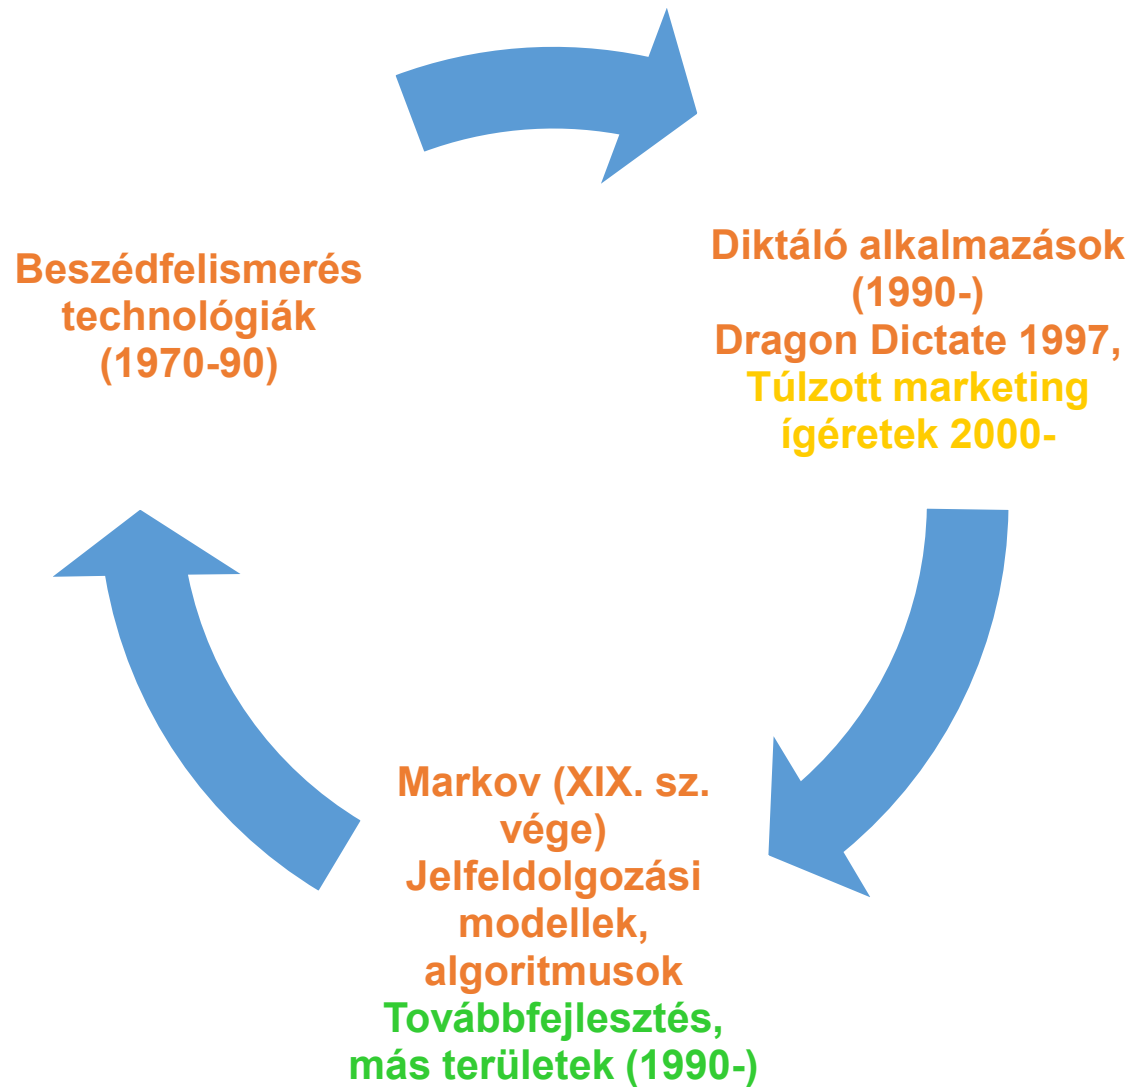 Beszédfelismerés
technológiák
(1970-90)
Diktáló alkalmazások
(1990-)
Dragon Dictate 1997,
Túlzott marketing
ígéretek 2000-
Markov (XIX. sz.
vége)
Jelfeldolgozási
modellek,
algoritmusok
Továbbfejlesztés,
más területek (1990-)